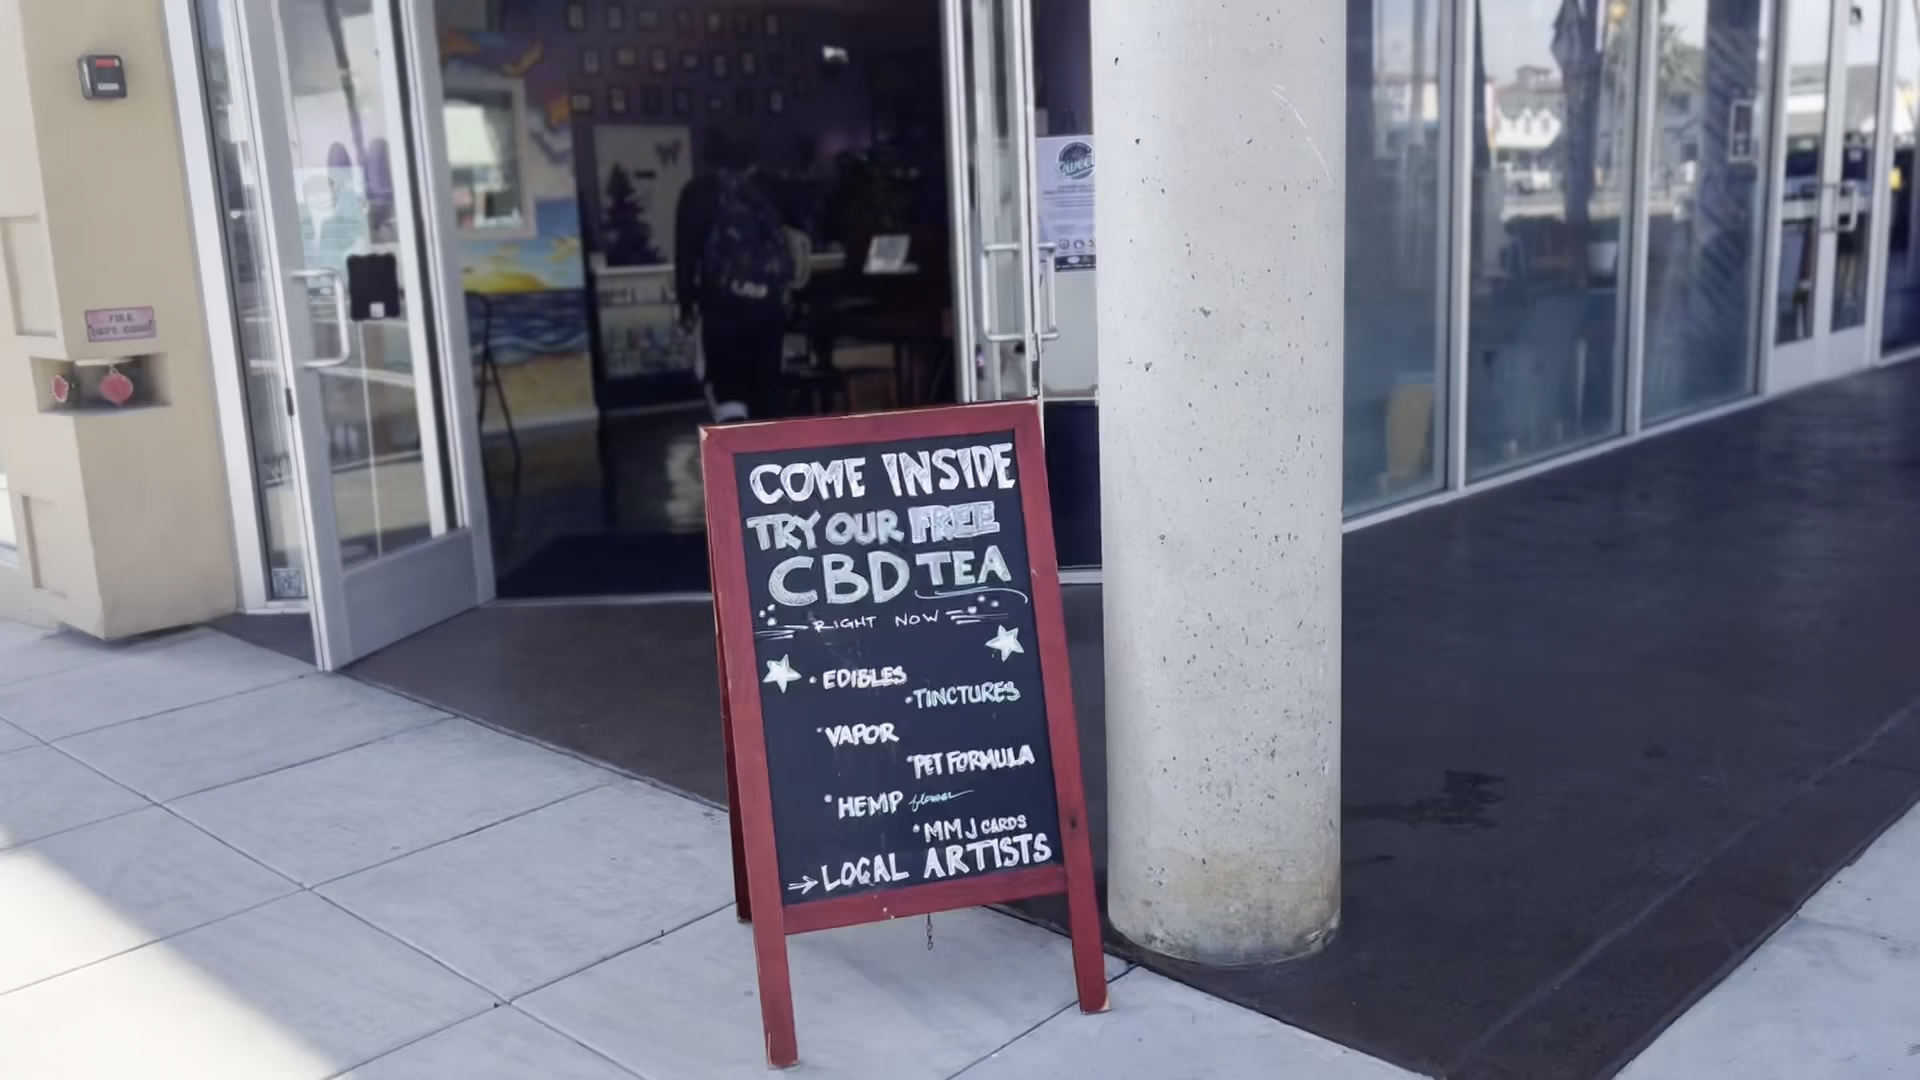 COME INSIDE
TRY OUR FREE
CBD TEA
RIGHT NOW
• EDIBLES
• TINCTURES
• VAPOR
• PET FORMULA
• HEMP flower
• MMJ CARDS
→ LOCAL ARTISTS
FIRE